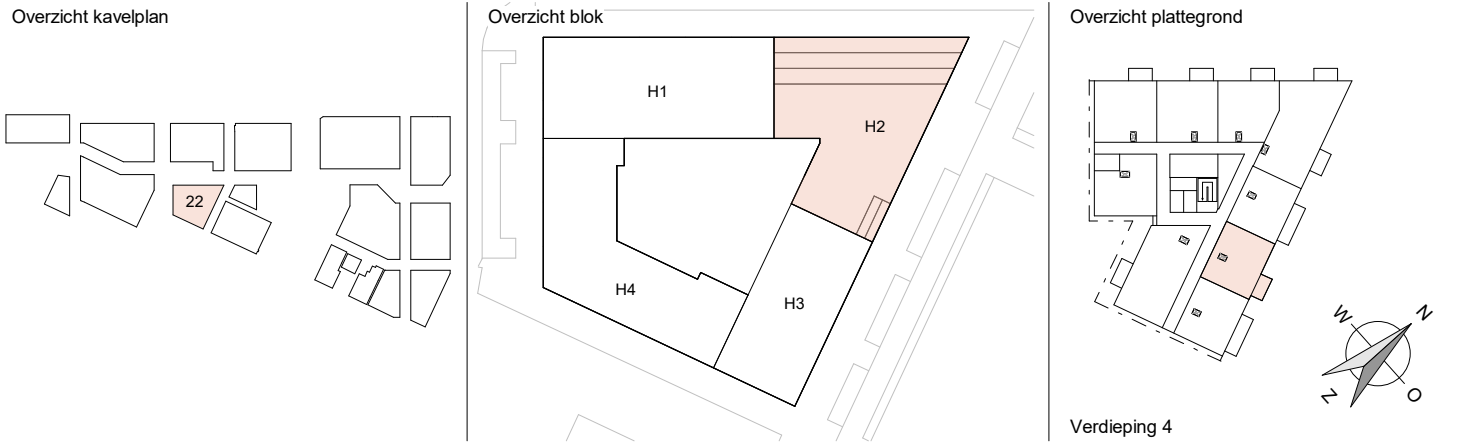 Overzicht kavelplan
22
Overzicht blok
H1
H2
H4
H3
Overzicht plattegrond
W
N
Z
O
Verdieping 4